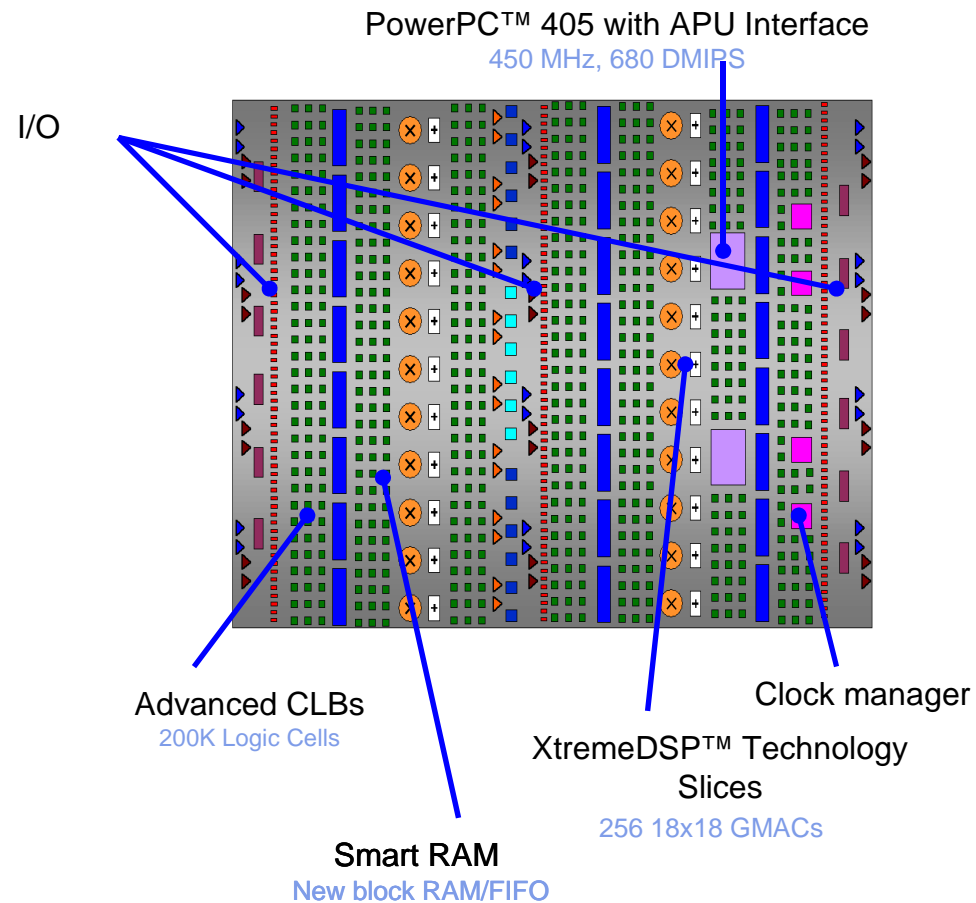 PowerPC™ 405 with APU Interface
450 MHz, 680 DMIPS
I/O
Advanced CLBs
200K Logic Cells
Clock manager
XtremeDSP™ Technology
Slices
256 18x18 GMACs
Smart RAM
New block RAM/FIFO